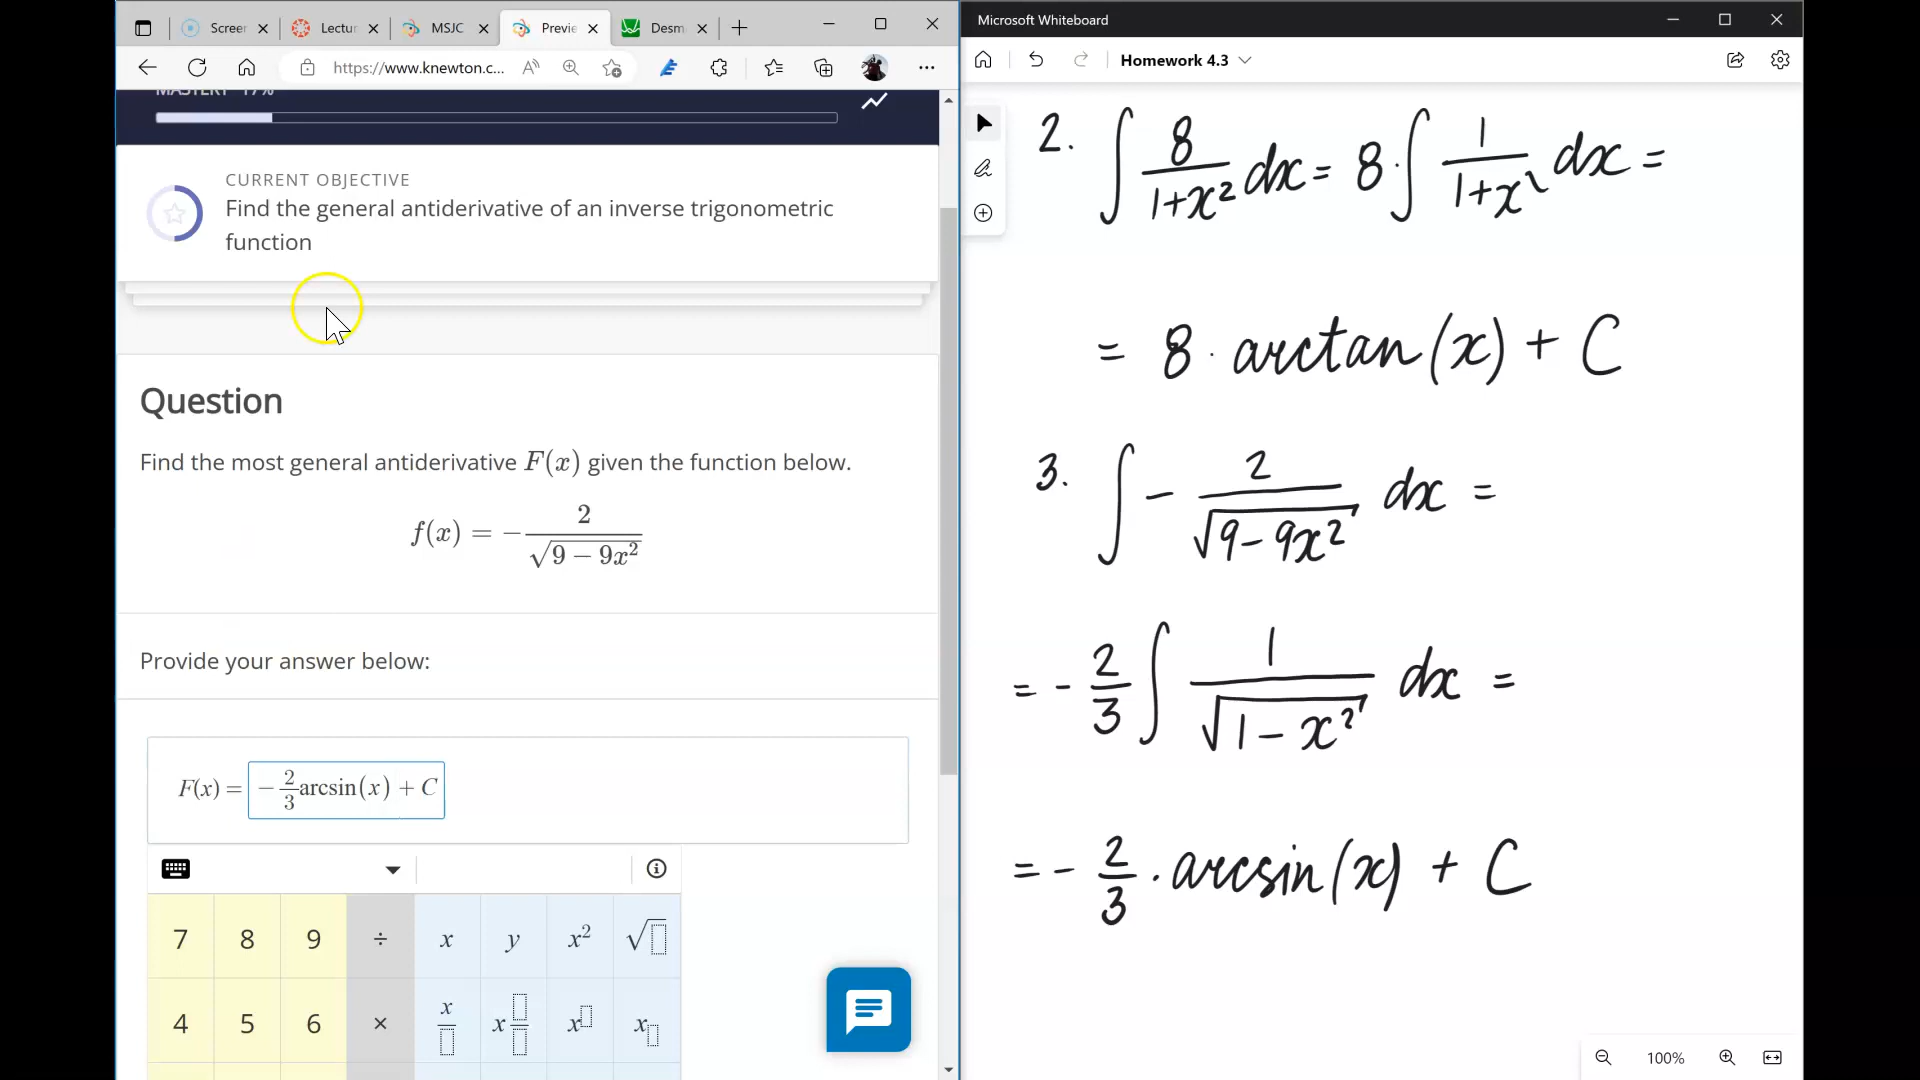 Screer
Lectu
MSJC
Previe
Desm
https://www.knewton.c...
CURRENT OBJECTIVE
Find the general antiderivative of an inverse trigonometric
function
Question
Find the most general antiderivative F(x) given the function below.
f(x) = −2/√(9 − 9x²)
Provide your answer below:
F(x) = −2/3 arcsin(x) + C
7 8 9 ÷ x y x² √▯
4 5 6 × x/▯ x▯/▯ x^▯ x_▯
Microsoft Whiteboard
Homework 4.3
2. ∫ 8/(1+x²) dx = 8·∫ 1/(1+x²) dx =
= 8 · arctan(x) + C
3. ∫ − 2/√(9−9x²) dx =
= − 2/3 ∫ 1/√(1−x²) dx =
= − 2/3 · arcsin(x) + C
100%